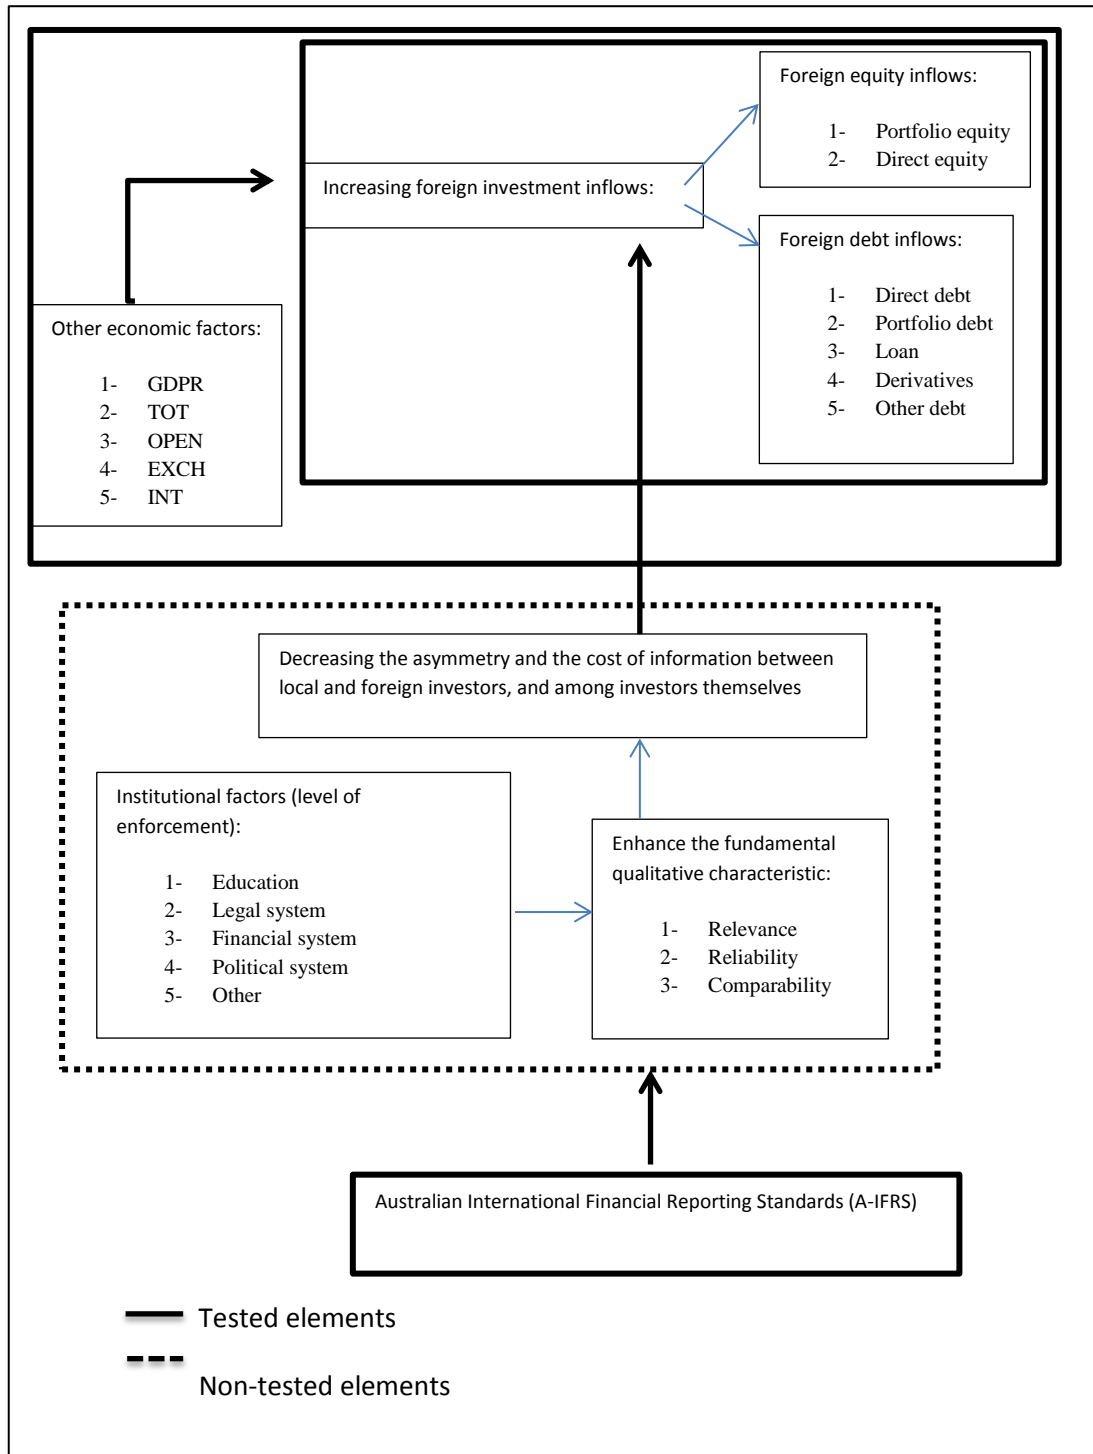 Foreign equity inflows:
1- Portfolio equity
2- Direct equity
Increasing foreign investment inflows:
Foreign debt inflows:
1- Direct debt
2- Portfolio debt
3- Loan
4- Derivatives
5- Other debt
Other economic factors:
1- GDPR
2- TOT
3- OPEN
4- EXCH
5- INT
Decreasing the asymmetry and the cost of information between
local and foreign investors, and among investors themselves
Institutional factors (level of
enforcement):
1- Education
2- Legal system
3- Financial system
4- Political system
5- Other
Enhance the fundamental
qualitative characteristic:
1- Relevance
2- Reliability
3- Comparability
Australian International Financial Reporting Standards (A-IFRS)
Tested elements
Non-tested elements